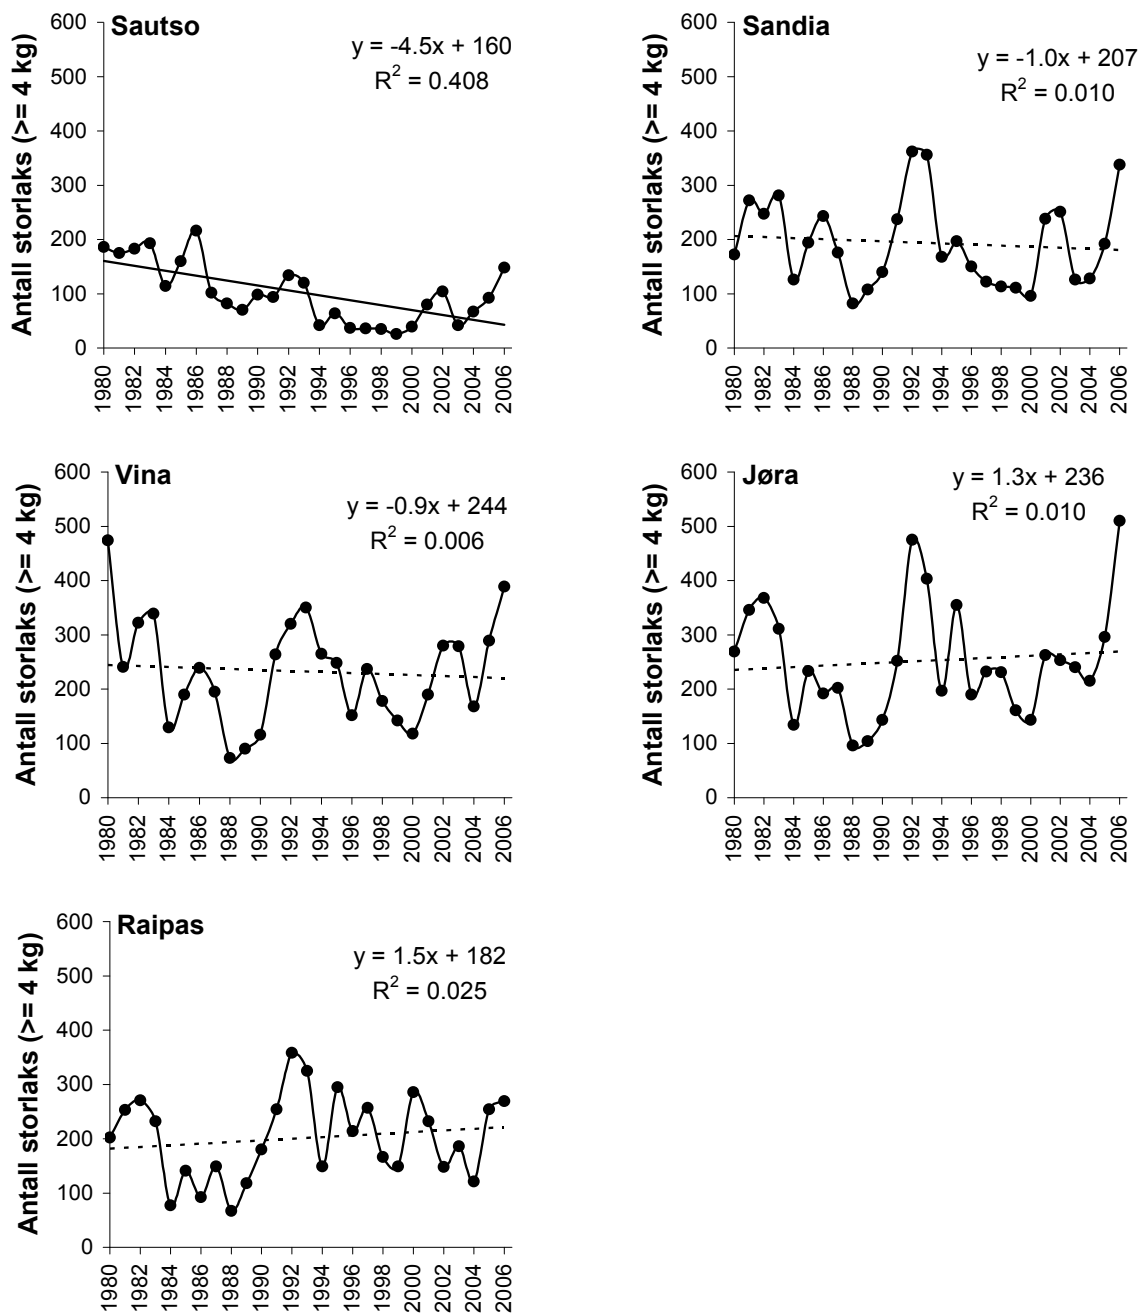 Sautso
y = -4.5x + 160
R² = 0.408
Antall storlaks (>= 4 kg)
600
500
400
300
200
100
0
1980 1982 1984 1986 1988 1990 1992 1994 1996 1998 2000 2002 2004 2006
Sandia
y = -1.0x + 207
R² = 0.010
Antall storlaks (>= 4 kg)
600
500
400
300
200
100
0
1980 1982 1984 1986 1988 1990 1992 1994 1996 1998 2000 2002 2004 2006
Vina
y = -0.9x + 244
R² = 0.006
Antall storlaks (>= 4 kg)
600
500
400
300
200
100
0
1980 1982 1984 1986 1988 1990 1992 1994 1996 1998 2000 2002 2004 2006
Jøra
y = 1.3x + 236
R² = 0.010
Antall storlaks (>= 4 kg)
600
500
400
300
200
100
0
1980 1982 1984 1986 1988 1990 1992 1994 1996 1998 2000 2002 2004 2006
Raipas
y = 1.5x + 182
R² = 0.025
Antall storlaks (>= 4 kg)
600
500
400
300
200
100
0
1980 1982 1984 1986 1988 1990 1992 1994 1996 1998 2000 2002 2004 2006